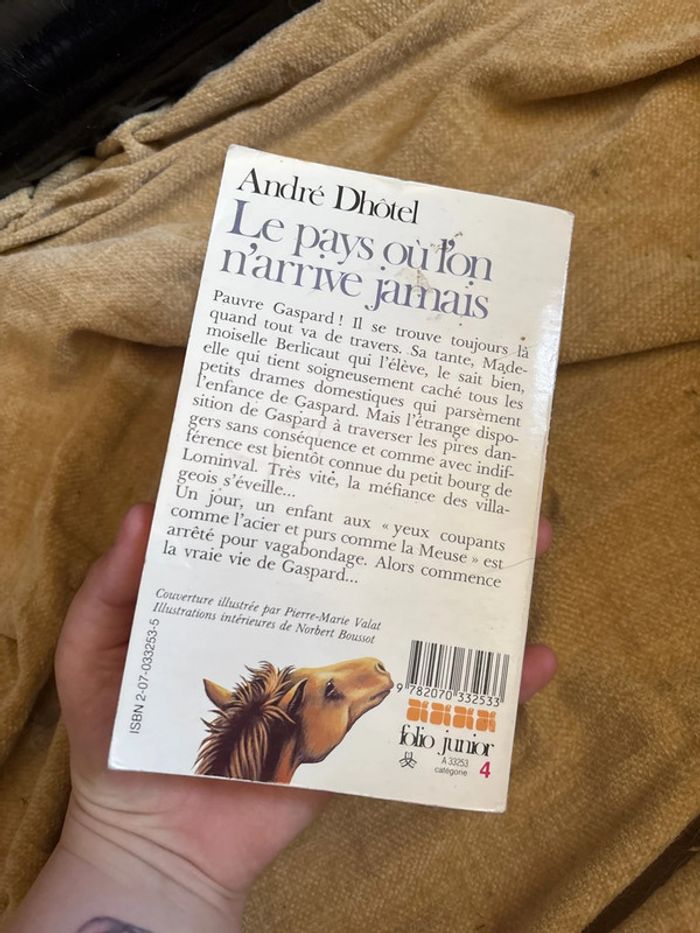 André Dhôtel
Le pays où l'on
n'arrive jamais
Pauvre Gaspard ! Il se trouve toujours là
quand tout va de travers. Sa tante, Made-
moiselle Berlicaut qui l'élève, le sait bien,
elle qui tient soigneusement caché tous les
petits drames domestiques qui parsèment
l'enfance de Gaspard. Mais l'étrange dispo-
sition de Gaspard à traverser les pires dan-
gers sans conséquence et comme avec indif-
férence est bientôt connue du petit bourg de
Lominval. Très vite, la méfiance des villa-
geois s'éveille...
Un jour, un enfant aux « yeux coupants
comme l'acier et purs comme la Meuse » est
arrêté pour vagabondage. Alors commence
la vraie vie de Gaspard...
Couverture illustrée par Pierre-Marie Valat
Illustrations intérieures de Norbert Boussot
ISBN 2-07-033253-5
9 782070 332533
folio junior
A 33253
catégorie 4